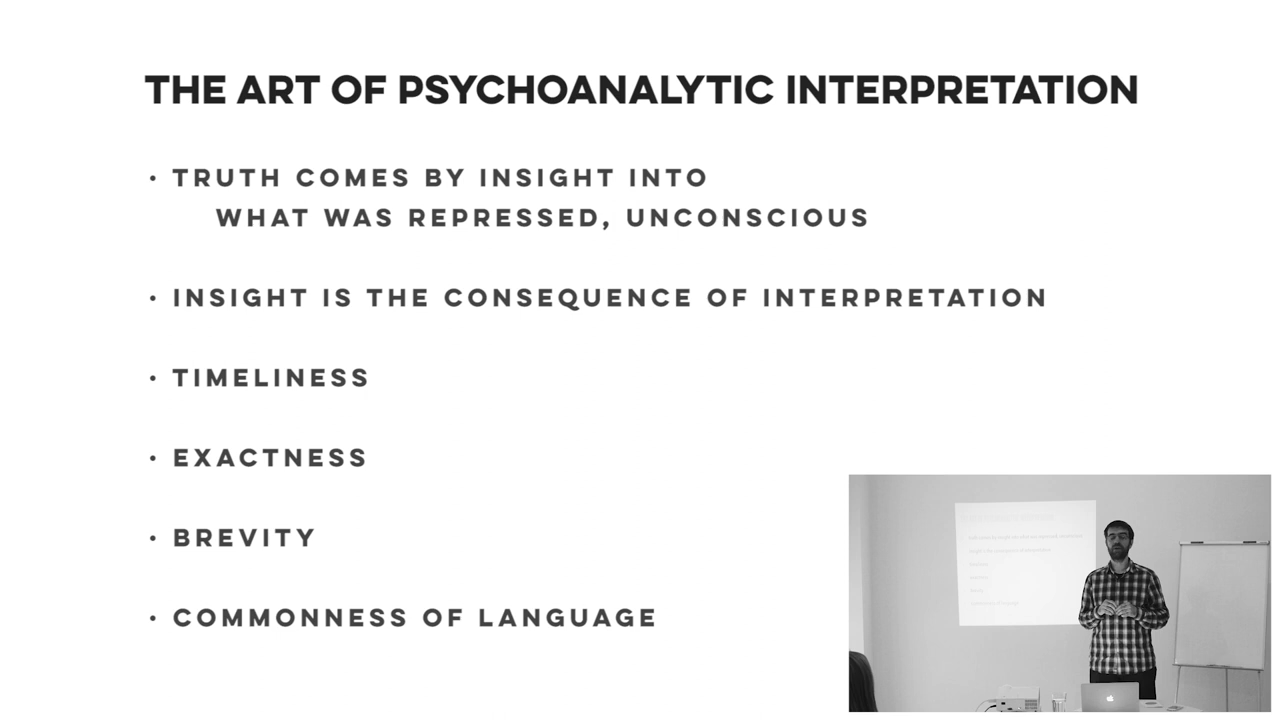 THE ART OF PSYCHOANALYTIC INTERPRETATION
• TRUTH COMES BY INSIGHT INTO
WHAT WAS REPRESSED, UNCONSCIOUS
• INSIGHT IS THE CONSEQUENCE OF INTERPRETATION
• TIMELINESS
• EXACTNESS
• BREVITY
• COMMONNESS OF LANGUAGE